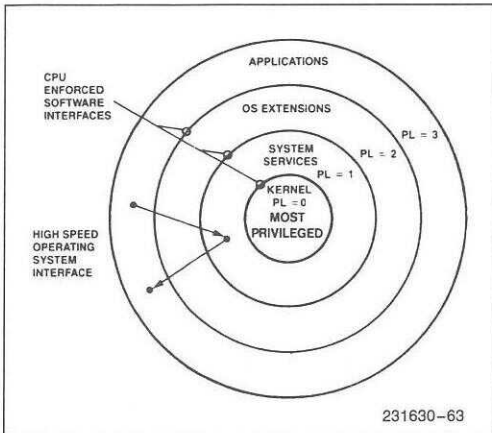 APPLICATIONS
CPU
ENFORCED
SOFTWARE
INTERFACES
OS EXTENSIONS
PL = 3
PL = 2
SYSTEM
SERVICES
PL = 1
KERNEL
PL = 0
MOST
PRIVILEGED
HIGH SPEED
OPERATING
SYSTEM
INTERFACE
231630–63